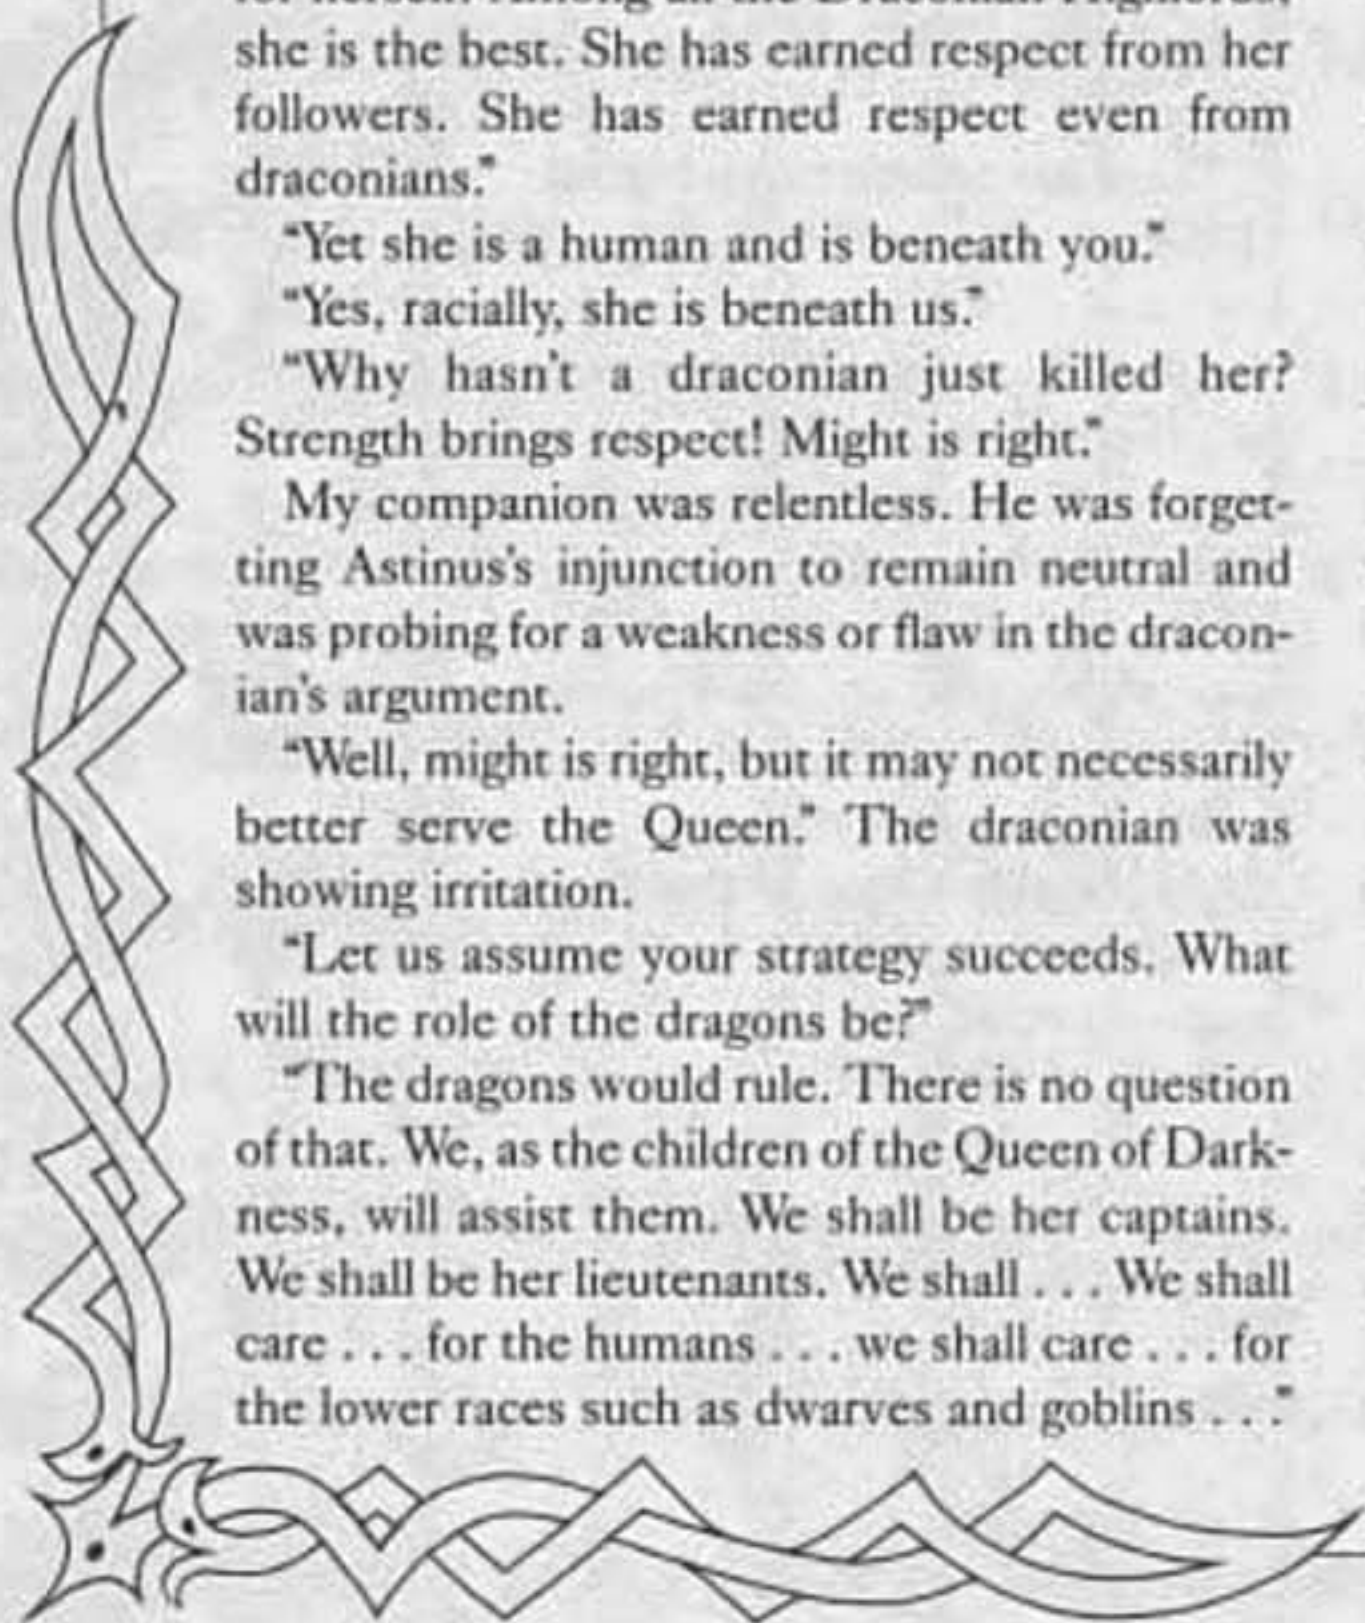 she is the best. She has earned respect from her
followers. She has earned respect even from
draconians."
"Yet she is a human and is beneath you."
"Yes, racially, she is beneath us."
"Why hasn't a draconian just killed her?
Strength brings respect! Might is right."
My companion was relentless. He was forget-
ting Astinus's injunction to remain neutral and
was probing for a weakness or flaw in the dracon-
ian's argument.
"Well, might is right, but it may not necessarily
better serve the Queen." The draconian was
showing irritation.
"Let us assume your strategy succeeds. What
will the role of the dragons be?"
"The dragons would rule. There is no question
of that. We, as the children of the Queen of Dark-
ness, will assist them. We shall be her captains.
We shall be her lieutenants. We shall . . . We shall
care . . . for the humans . . . we shall care . . . for
the lower races such as dwarves and goblins . . ."